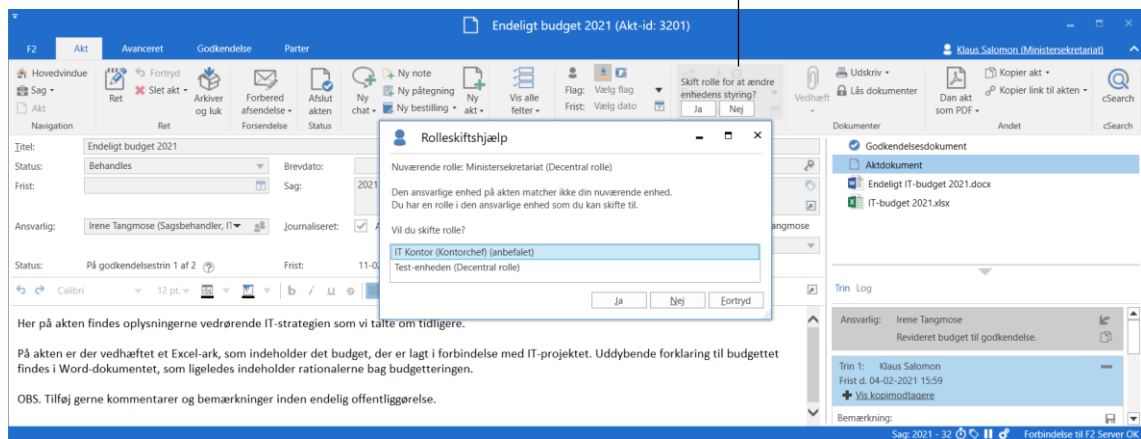 Endeligt budget 2021 (Akt-id: 3201)
F2 Akt Avanceret Godkendelse Parter
Klaus Salomon (Ministersekretariat)
Hovedvindue
Sag
Akt
Navigation
Ret
Fortryd
Slet akt
Arkiver og luk
Ret
Forbered afsendelse
Forsendelse
Afslut akten
Status
Ny chat
Ny note
Ny påtegning
Ny bestilling
Ny akt
Vis alle felter
Flag: Vælg flag
Frist: Vælg dato
Skift rolle for at ændre enhedens styring?
Ja Nej
Vedhæft
Udskriv
Lås dokumenter
Dokumenter
Dan akt som PDF
Kopier akt
Kopier link til akten
Andet
cSearch
cSearch
Titel: Endeligt budget 2021
Status: Behandles
Brevdato:
Frist:
Sag: 2021
Ansvarlig: Irene Tangmose (Sagsbehandler, IT
Journaliseret:
angmose
Status: På godkendelsestrin 1 af 2
Frist: 11-0
Calibri 12 pt. b i u
Rolleskiftshjælp
Nuværende rolle: Ministersekretariat (Decentral rolle)
Den ansvarlige enhed på akten matcher ikke din nuværende enhed.
Du har en rolle i den ansvarlige enhed som du kan skifte til.
Vil du skifte rolle?
IT Kontor (Kontorchef) (anbefalet)
Test-enheden (Decentral rolle)
Ja Nej Fortryd
Her på akten findes oplysningerne vedrørende IT-strategien som vi talte om tidligere.
På akten er der vedhæftet et Excel-ark, som indeholder det budget, der er lagt i forbindelse med IT-projektet. Uddybende forklaring til budgettet
findes i Word-dokumentet, som ligeledes indeholder rationalerne bag budgetteringen.
OBS. Tilføj gerne kommentarer og bemærkninger inden endelig offentliggørelse.
Godkendelsesdokument
Aktdokument
Endeligt IT-budget 2021.docx
IT-budget 2021.xlsx
Trin Log
Ansvarlig: Irene Tangmose
Revideret budget til godkendelse.
Trin 1: Klaus Salomon
Frist d. 04-02-2021 15:59
Vis kopimodtagere
Bemærkning:
Sag: 2021 - 32 Forbindelse til F2 Server OK